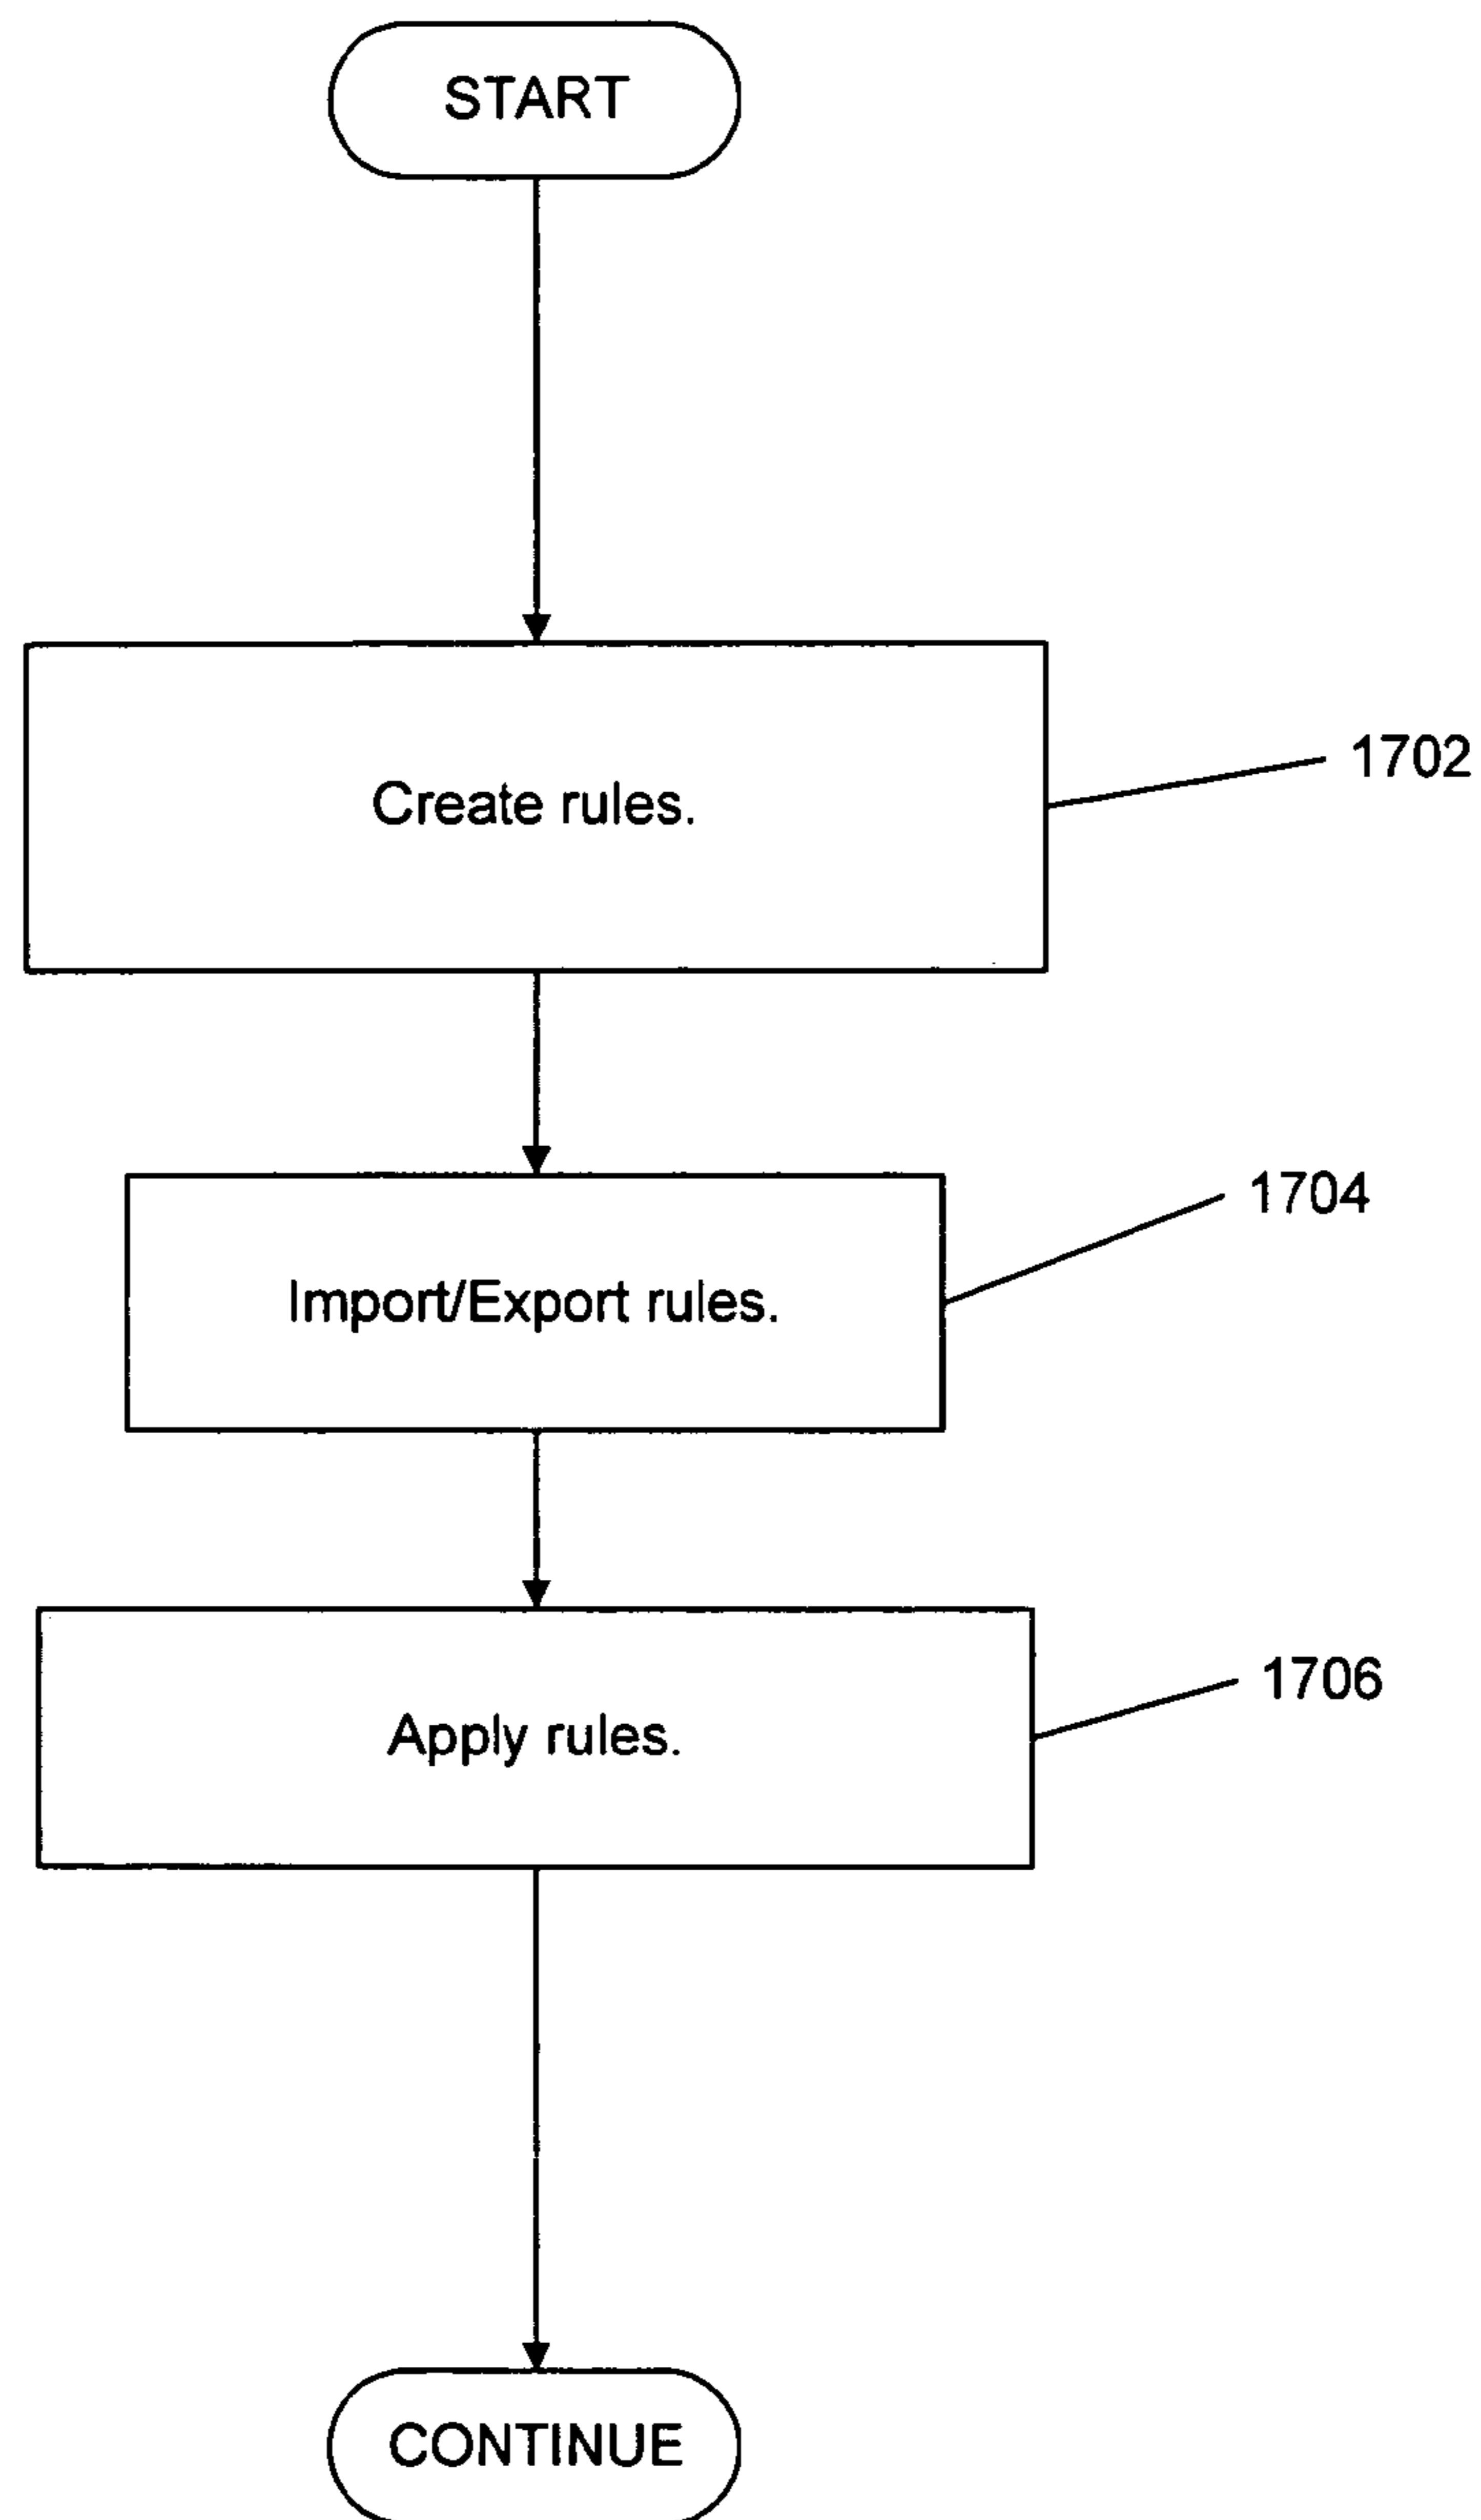 START
Create rules.
1702
Import/Export rules.
1704
Apply rules.
1706
CONTINUE